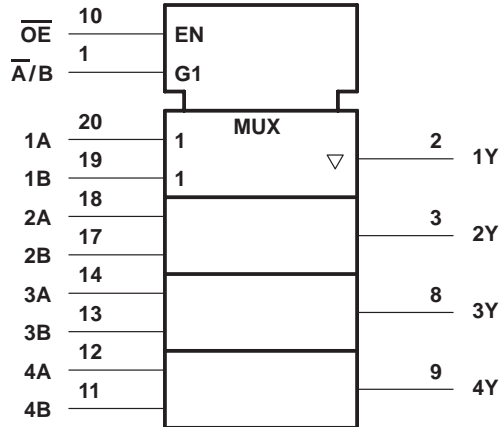 OE 10 EN
A/B 1 G1
MUX
1A 20 1 2 1Y
1B 19 1
2A 18 3 2Y
2B 17
3A 14 8 3Y
3B 13
4A 12 9 4Y
4B 11